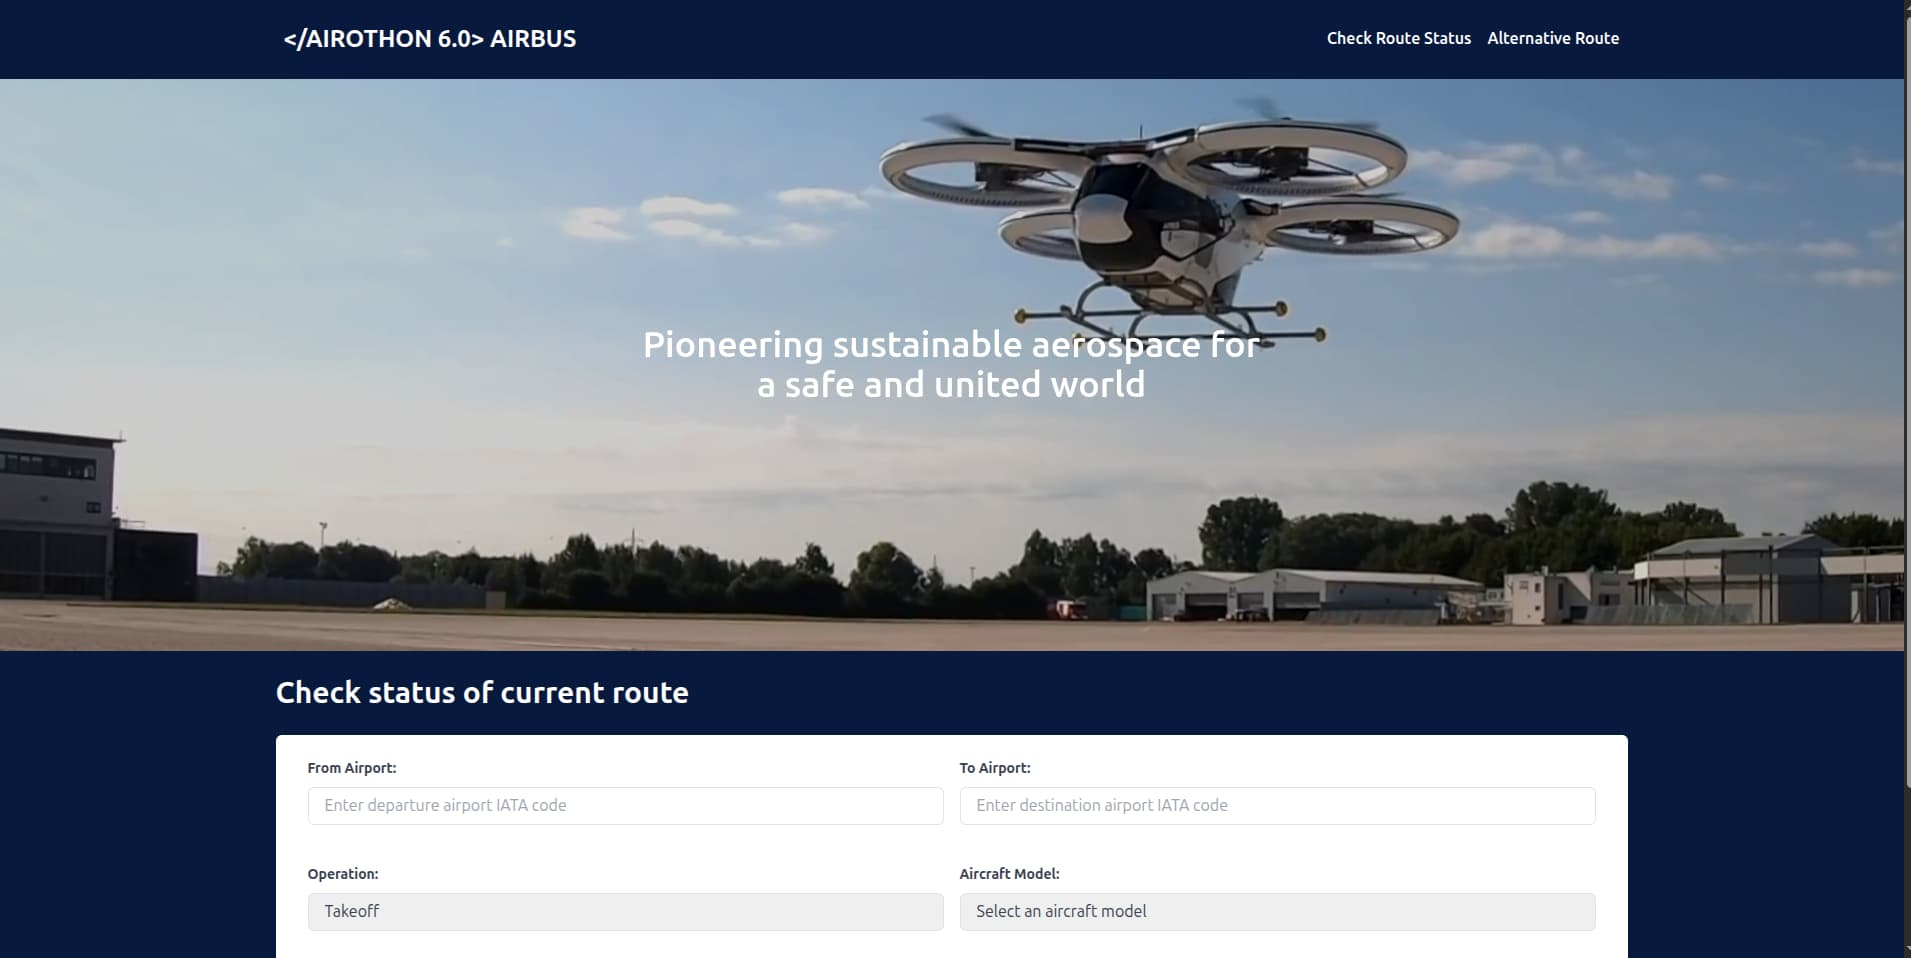 </AIROTHON 6.0> AIRBUS
Check Route Status
Alternative Route
Pioneering sustainable aerospace for
a safe and united world
Check status of current route
From Airport:
To Airport:
Enter departure airport IATA code
Enter destination airport IATA code
Operation:
Aircraft Model:
Takeoff
Select an aircraft model